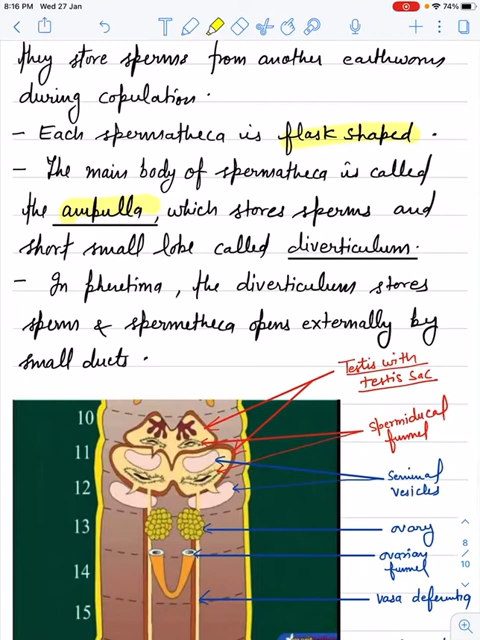 8:16 PM Wed 27 Jan
74%
they store sperms from another earthworm
during copulation.
- Each spermatheca is flask shaped.
- The main body of spermatheca is called
the ampulla, which stores sperms and
short small lobe called diverticulum.
- In pheretima, the diverticulum stores
sperm & spermetheca opens externally by
small ducts.
Testis with
testis sac
10
spermiducal
funnel
11
seminal
vesicles
12
13
ovary
8
10
ovarian
funnel
14
vasa deferentia
15